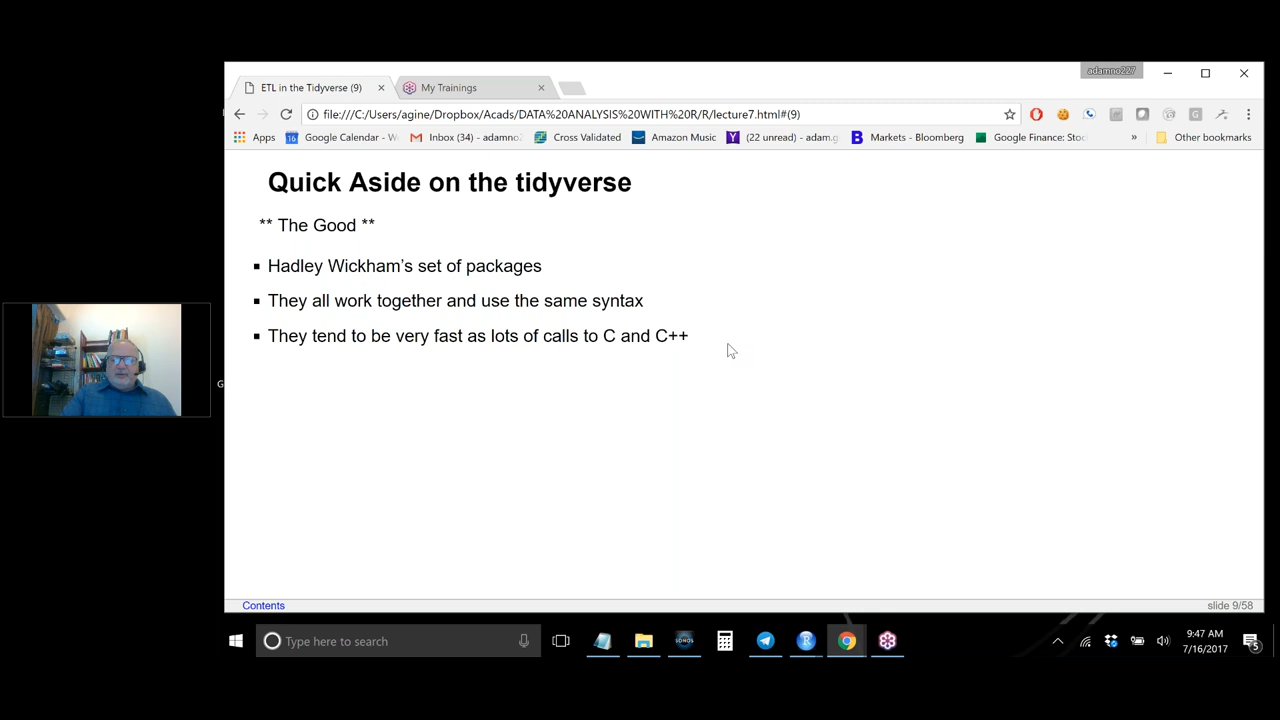 adamno227
ETL in the Tidyverse (9)
My Trainings
file:///C:/Users/agine/Dropbox/Acads/DATA%20ANALYSIS%20WITH%20R/R/lecture7.html#(9)
Apps
16
Google Calendar - W
Inbox (34) - adamno
Cross Validated
Amazon Music
(22 unread) - adam.g
Markets - Bloomberg
Google Finance: Stoc
»
Other bookmarks
Quick Aside on the tidyverse
** The Good **
Hadley Wickham’s set of packages
They all work together and use the same syntax
They tend to be very fast as lots of calls to C and C++
G
Contents
slide 9/58
Type here to search
SONOS
R
9:47 AM
7/16/2017
5